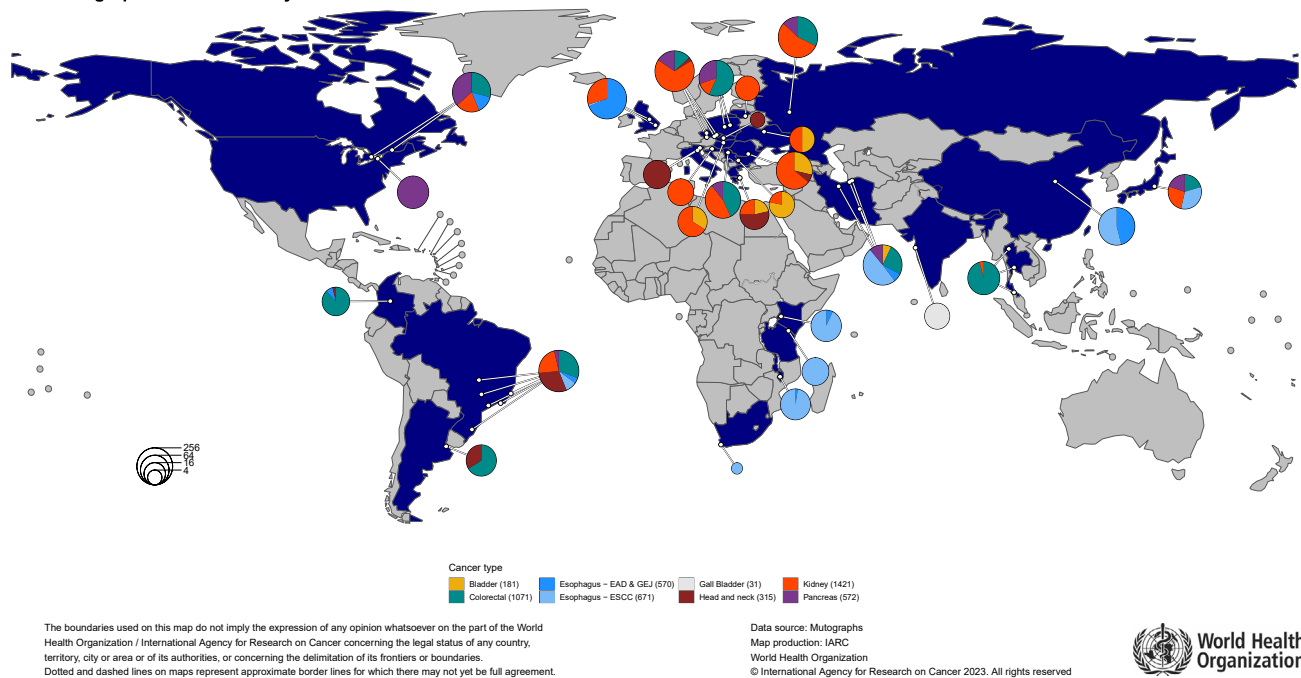 256
64
16
4
Cancer type
Bladder (181)
Esophagus − EAD & GEJ (570)
Gall Bladder (31)
Kidney (1421)
Colorectal (1071)
Esophagus − ESCC (671)
Head and neck (315)
Pancreas (572)
The boundaries used on this map do not imply the expression of any opinion whatsoever on the part of the World
Health Organization / International Agency for Research on Cancer concerning the legal status of any country,
territory, city or area or of its authorities, or concerning the delimitation of its frontiers or boundaries.
Dotted and dashed lines on maps represent approximate border lines for which there may not yet be full agreement.
Data source: Mutographs
Map production: IARC
World Health Organization
© International Agency for Research on Cancer 2023. All rights reserved
World Health
Organization